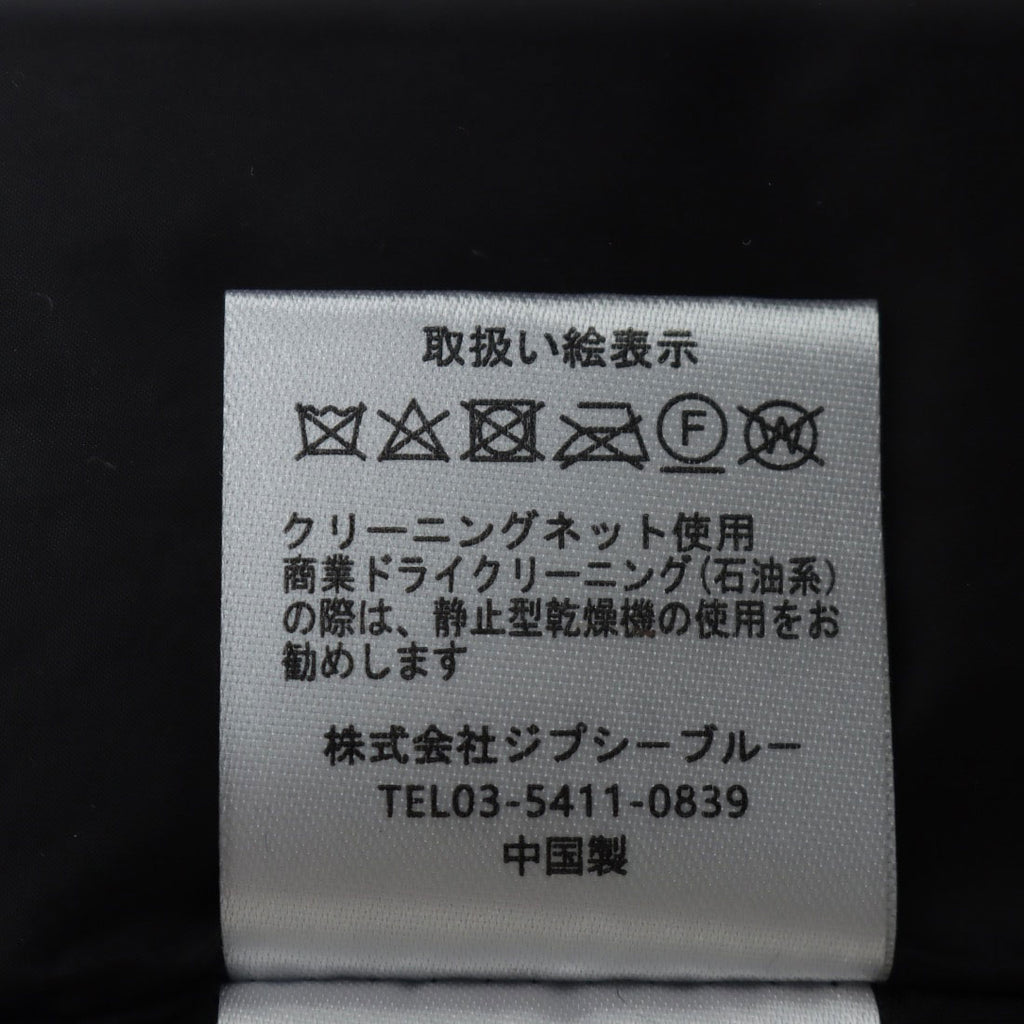 取扱い絵表示
F W
クリーニングネット使用
商業ドライクリーニング(石油系)
の際は、静止型乾燥機の使用をお
勧めします
株式会社ジプシーブルー
TEL03-5411-0839
中国製